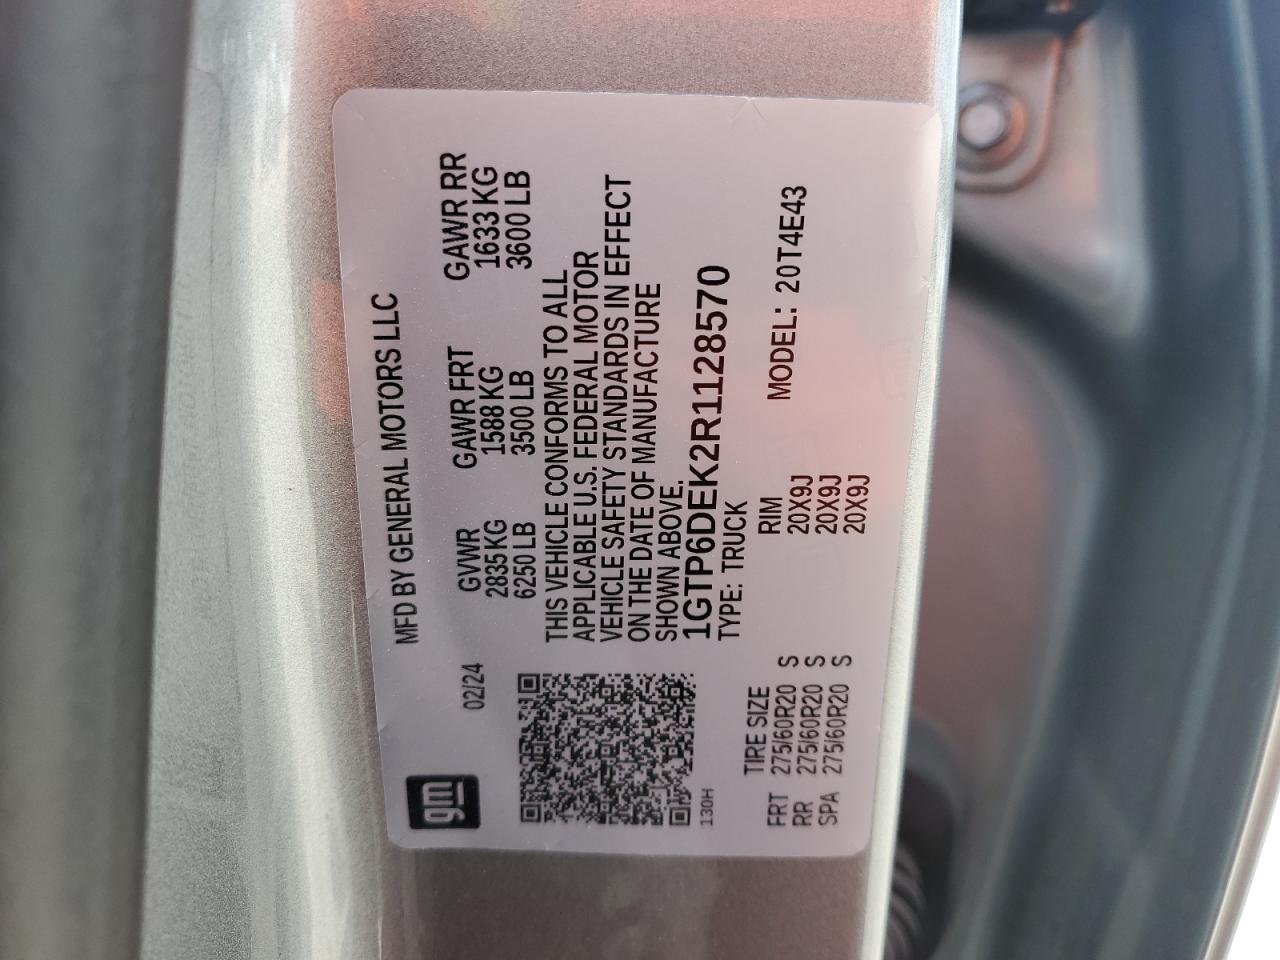 gm
MFD BY GENERAL MOTORS LLC
02/24
GVWR GAWR FRT GAWR RR
2835 KG 1588 KG 1633 KG
6250 LB 3500 LB 3600 LB
THIS VEHICLE CONFORMS TO ALL
APPLICABLE U.S. FEDERAL MOTOR
VEHICLE SAFETY STANDARDS IN EFFECT
ON THE DATE OF MANUFACTURE
SHOWN ABOVE.
1GTP6DEK2R1128570
TYPE: TRUCK MODEL: 20T4E43
130H
TIRE SIZE RIM
FRT 275/60R20 S 20X9J
RR 275/60R20 S 20X9J
SPA 275/60R20 S 20X9J